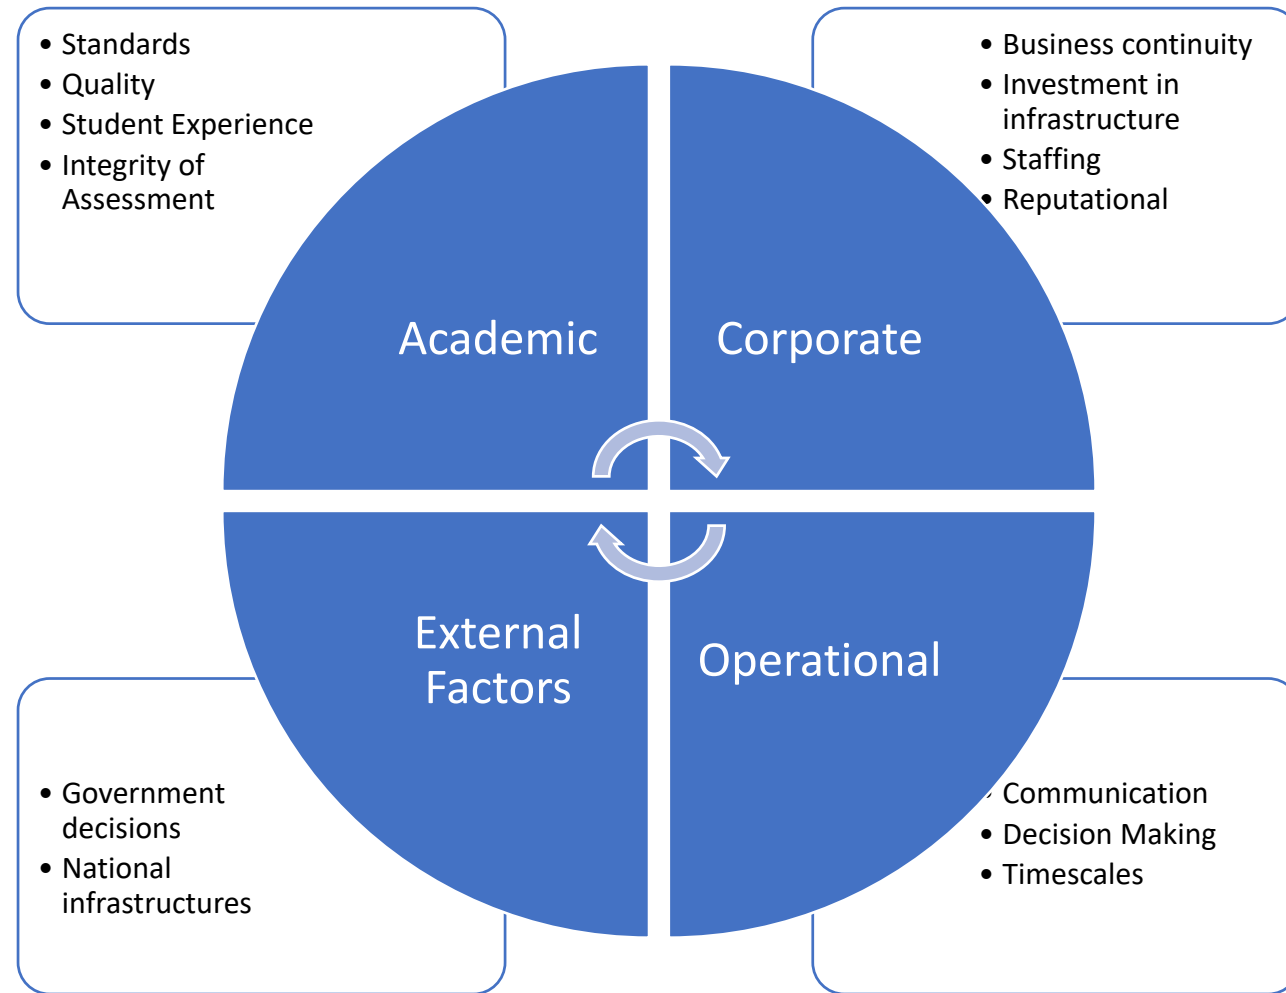 • Standards
• Quality
• Student Experience
• Integrity of
Assessment
• Business continuity
• Investment in
infrastructure
• Staffing
• Reputational
Academic
Corporate
External
Factors
Operational
• Government
decisions
• National
infrastructures
• Communication
• Decision Making
• Timescales